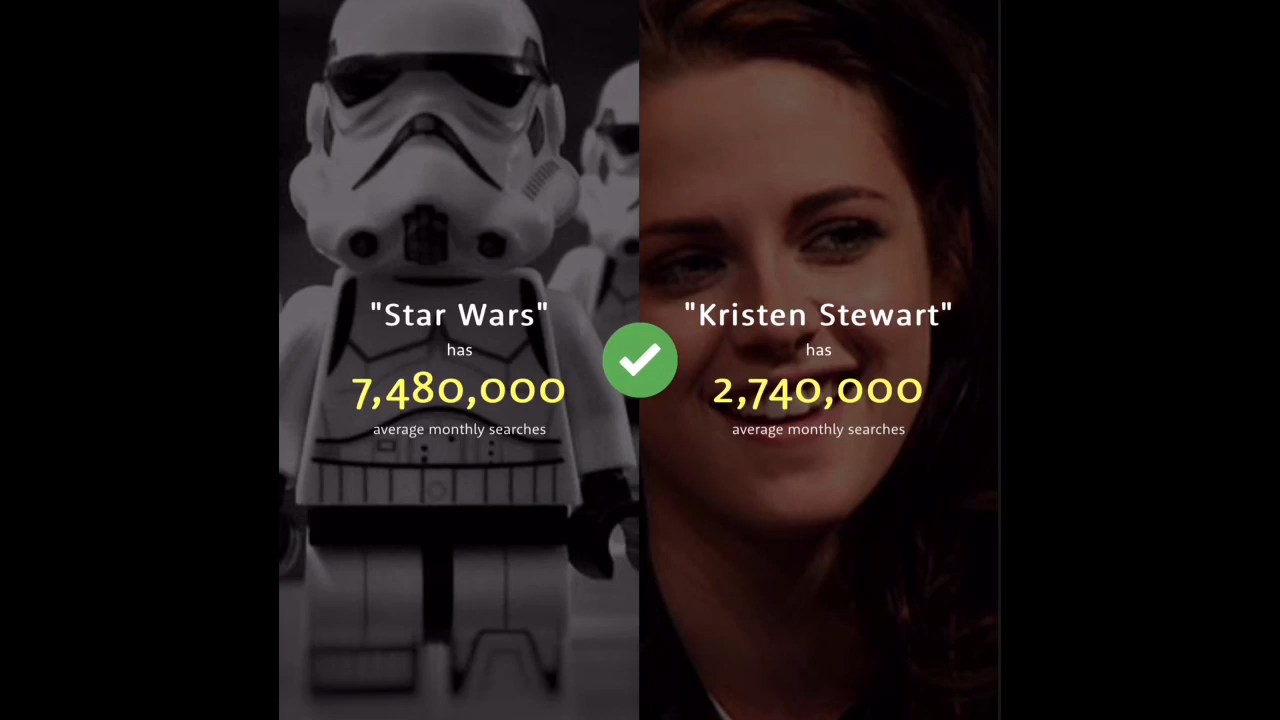 "Star Wars"
has
7,480,000
average monthly searches
"Kristen Stewart"
has
2,740,000
average monthly searches